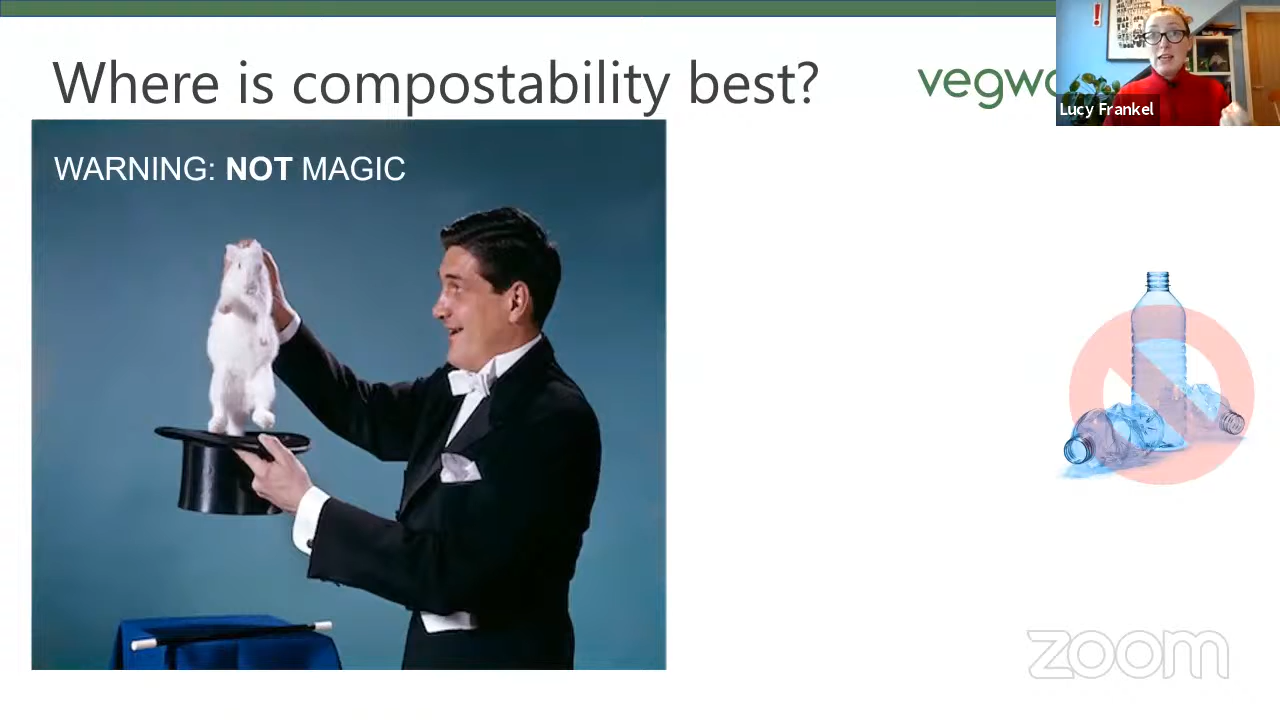 Where is compostability best?
vegwa
Lucy Frankel
WARNING: NOT MAGIC
zoom